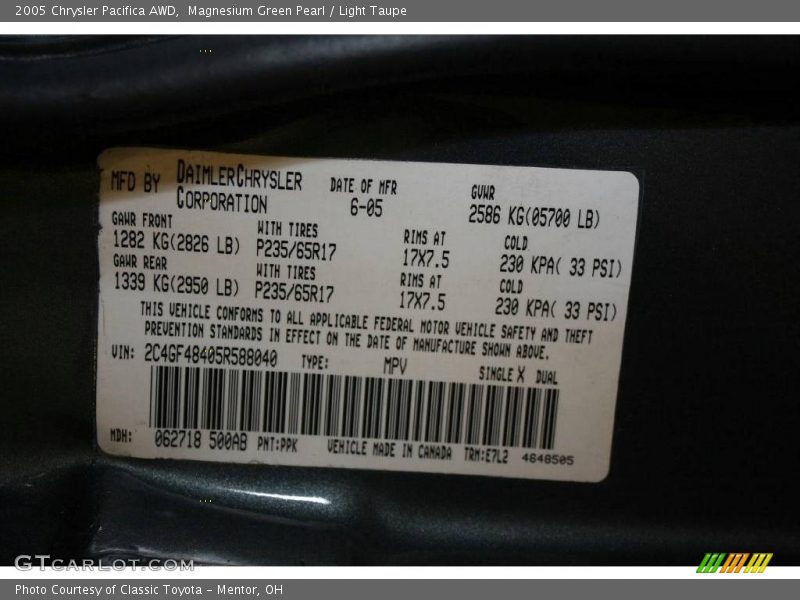 2005 Chrysler Pacifica AWD,  Magnesium Green Pearl / Light Taupe
MFD BY DAIMLERCHRYSLER CORPORATION
DATE OF MFR 6-05
GVWR 2586 KG(05700 LB)
GAWR FRONT WITH TIRES RIMS AT COLD
1282 KG(2826 LB) P235/65R17 17X7.5 230 KPA( 33 PSI)
GAWR REAR WITH TIRES RIMS AT COLD
1339 KG(2950 LB) P235/65R17 17X7.5 230 KPA( 33 PSI)
THIS VEHICLE CONFORMS TO ALL APPLICABLE FEDERAL MOTOR VEHICLE SAFETY AND THEFT
PREVENTION STANDARDS IN EFFECT ON THE DATE OF MANUFACTURE SHOWN ABOVE.
VIN: 2C4GF48405R588040 TYPE: MPV SINGLE X DUAL
MDH: 062718 500AB PNT:PPK VEHICLE MADE IN CANADA TRM:E7L2 4648505
GTCARLOT.COM
Photo Courtesy of Classic Toyota - Mentor, OH